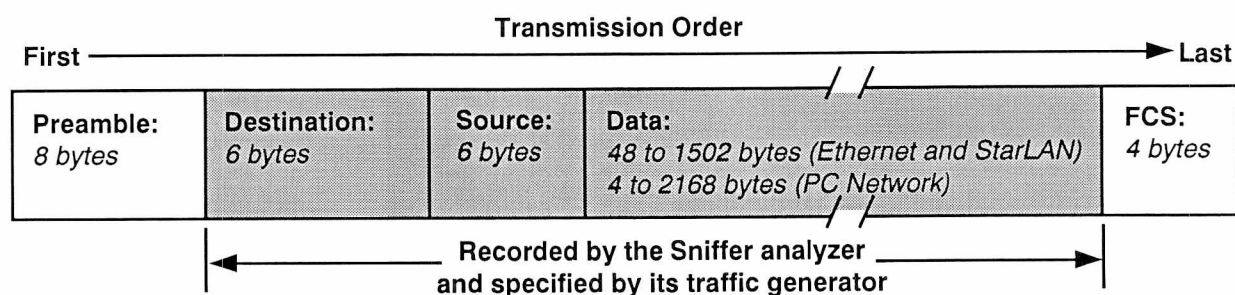 Transmission Order
First
Last
Preamble:
8 bytes
Destination:
6 bytes
Source:
6 bytes
Data:
48 to 1502 bytes (Ethernet and StarLAN)
4 to 2168 bytes (PC Network)
FCS:
4 bytes
Recorded by the Sniffer analyzer
and specified by its traffic generator